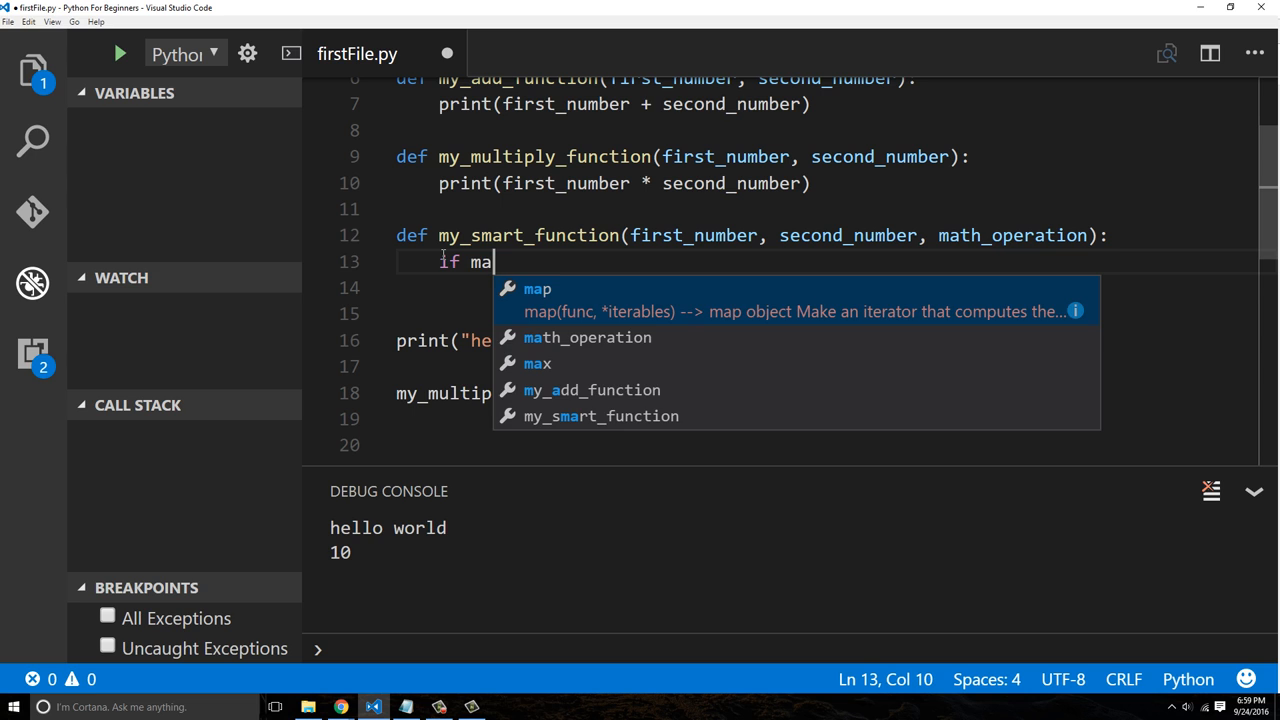 ● firstFile.py - Python For Beginners - Visual Studio Code
File Edit View Go Help
Python
firstFile.py
1
VARIABLES
6 def my_add_function(first_number, second_number):
7 print(first_number + second_number)
8
9 def my_multiply_function(first_number, second_number):
10 print(first_number * second_number)
11
12 def my_smart_function(first_number, second_number, math_operation):
13 if ma
WATCH
14 map
15 map(func, *iterables) --> map object Make an iterator that computes the...
math_operation
16 print("he
17 max
2
18 my_multip
my_add_function
CALL STACK
19 my_smart_function
20
DEBUG CONSOLE
hello world
10
BREAKPOINTS
All Exceptions
Uncaught Exceptions
0 0 Ln 13, Col 10 Spaces: 4 UTF-8 CRLF Python
I'm Cortana. Ask me anything.
6:59 PM
9/24/2016